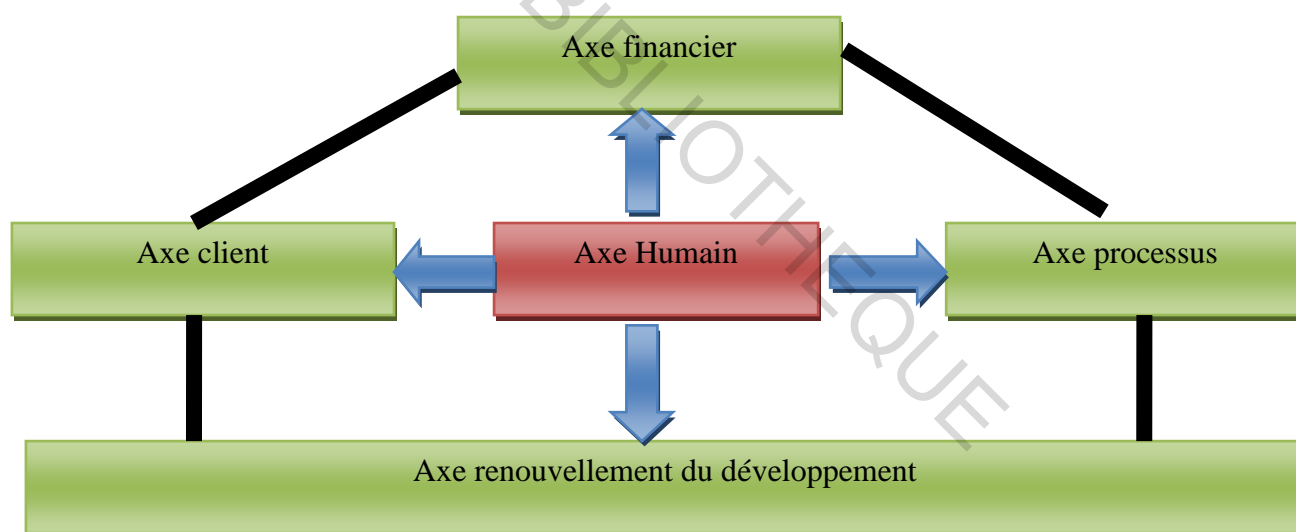 Axe financier
Axe client
Axe Humain
Axe processus
Axe renouvellement du développement
BIBLIOTHEQUE